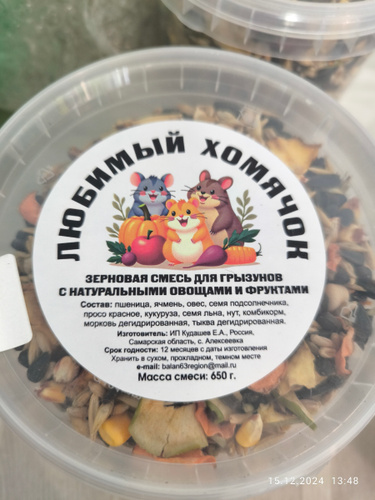 ЛЮБИМЫЙ ХОМЯЧОК
ЗЕРНОВАЯ СМЕСЬ ДЛЯ ГРЫЗУНОВ
С НАТУРАЛЬНЫМИ ОВОЩАМИ И ФРУКТАМИ
Состав: пшеница, ячмень, овес, семя подсолнечника,
просо красное, кукуруза, семя льна, нут, комбикорм,
морковь дегидрированная, тыква дегидрированная.
Изготовитель: ИП Кудашев Е.А., Россия,
Самарская область, с. Алексеевка
Срок годности: 12 месяцев с даты изготовления
Хранить в сухом, прохладном, темном месте
e-mail: balan63region@mail.ru
Масса смеси: 650 г.
15.12.2024 13:48